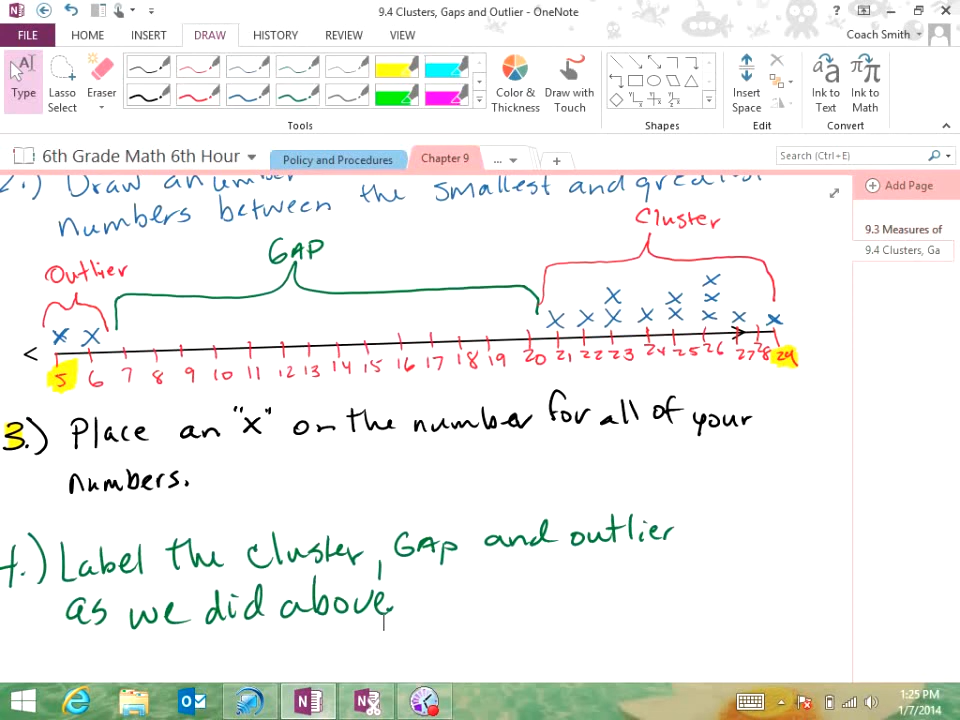 9.4 Clusters, Gaps and Outlier - OneNote
FILE HOME INSERT DRAW HISTORY REVIEW VIEW Coach Smith
Type Lasso Select Eraser Color & Thickness Draw with Touch Insert Space Ink to Text Ink to Math
Tools Shapes Edit Convert
6th Grade Math 6th Hour Policy and Procedures Chapter 9 ... + Search (Ctrl+E)
Add Page
9.3 Measures of
9.4 Clusters, Ga
2.) Draw a number
numbers between the smallest and greatest
Cluster
GAP
Outlier
x x x x x x x x x x x x x x
5 6 7 8 9 10 11 12 13 14 15 16 17 18 19 20 21 22 23 24 25 26 27 28 29
3.) Place an "x" on the number for all of your
numbers.
4.) Label the cluster, GAp and outlier
as we did above.
1:25 PM
1/7/2014